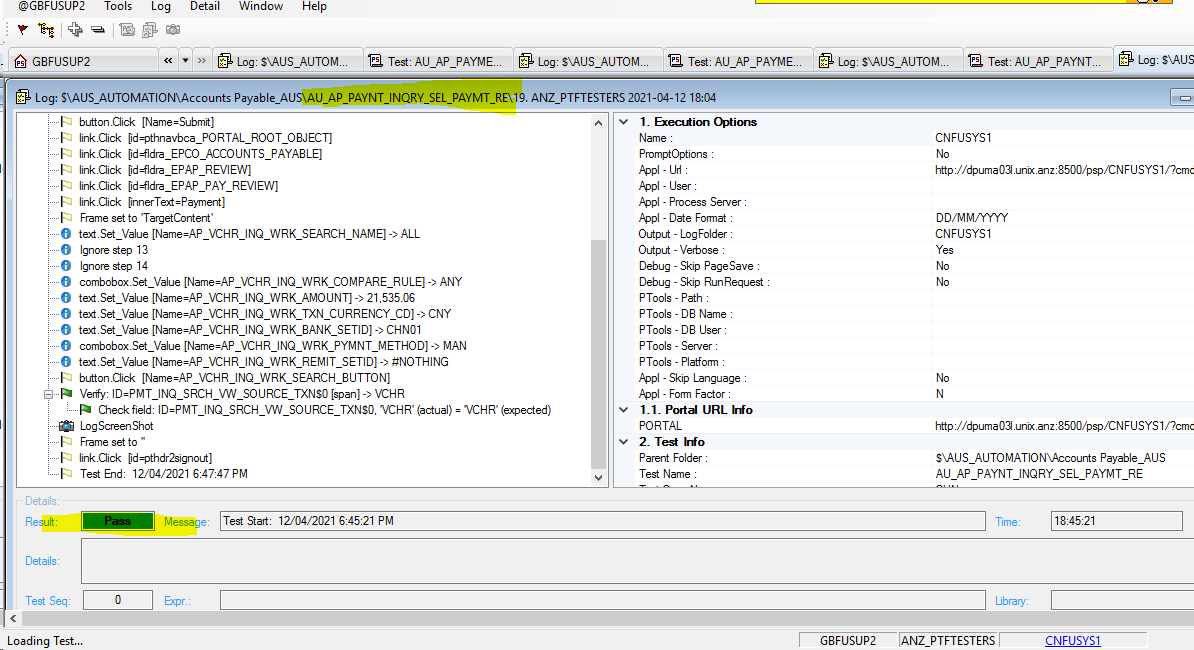 @GBFUSUP2 Tools Log Detail Window Help
GBFUSUP2 « » Log: $\AUS_AUTOM... Test: AU_AP_PAYME... Log: $\AUS_AUTOM... Test: AU_AP_PAYME... Log: $\AUS_AUTOM... Test: AU_AP_PAYNT... Log: $\AUS
Log: $\AUS_AUTOMATION\Accounts Payable_AUS\AU_AP_PAYNT_INQRY_SEL_PAYMT_RE\19. ANZ_PTFTESTERS 2021-04-12 18:04
button.Click [Name=Submit]
link.Click [id=pthnavbca_PORTAL_ROOT_OBJECT]
link.Click [id=fldra_EPCO_ACCOUNTS_PAYABLE]
link.Click [id=fldra_EPAP_REVIEW]
link.Click [id=fldra_EPAP_PAY_REVIEW]
link.Click [innerText=Payment]
Frame set to 'TargetContent'
text.Set_Value [Name=AP_VCHR_INQ_WRK_SEARCH_NAME] -> ALL
Ignore step 13
Ignore step 14
combobox.Set_Value [Name=AP_VCHR_INQ_WRK_COMPARE_RULE] -> ANY
text.Set_Value [Name=AP_VCHR_INQ_WRK_AMOUNT] -> 21,535.06
text.Set_Value [Name=AP_VCHR_INQ_WRK_TXN_CURRENCY_CD] -> CNY
text.Set_Value [Name=AP_VCHR_INQ_WRK_BANK_SETID] -> CHN01
combobox.Set_Value [Name=AP_VCHR_INQ_WRK_PYMNT_METHOD] -> MAN
text.Set_Value [Name=AP_VCHR_INQ_WRK_REMIT_SETID] -> #NOTHING
button.Click [Name=AP_VCHR_INQ_WRK_SEARCH_BUTTON]
Verify: ID=PMT_INQ_SRCH_VW_SOURCE_TXN$0 [span] -> VCHR
Check field: ID=PMT_INQ_SRCH_VW_SOURCE_TXN$0, 'VCHR' (actual) = 'VCHR' (expected)
LogScreenShot
Frame set to ''
link.Click [id=pthdr2signout]
Test End: 12/04/2021 6:47:47 PM
1. Execution Options
Name : CNFUSYS1
PromptOptions : No
Appl - Url : http://dpuma03l.unix.anz:8500/psp/CNFUSYS1/?cmd
Appl - User :
Appl - Process Server :
Appl - Date Format : DD/MM/YYYY
Output - LogFolder : CNFUSYS1
Output - Verbose : Yes
Debug - Skip PageSave : No
Debug - Skip RunRequest : No
PTools - Path :
PTools - DB Name :
PTools - DB User :
PTools - Server :
PTools - Platform :
Appl - Skip Language : No
Appl - Form Factor : N
1.1. Portal URL Info
PORTAL http://dpuma03l.unix.anz:8500/psp/CNFUSYS1/?cmd
2. Test Info
Parent Folder : $\AUS_AUTOMATION\Accounts Payable_AUS
Test Name : AU_AP_PAYNT_INQRY_SEL_PAYMT_RE
Details:
Result: Pass Message: Test Start: 12/04/2021 6:45:21 PM Time: 18:45:21
Details:
Test Seq: 0 Expr.: Library:
Loading Test... GBFUSUP2 ANZ_PTFTESTERS CNFUSYS1